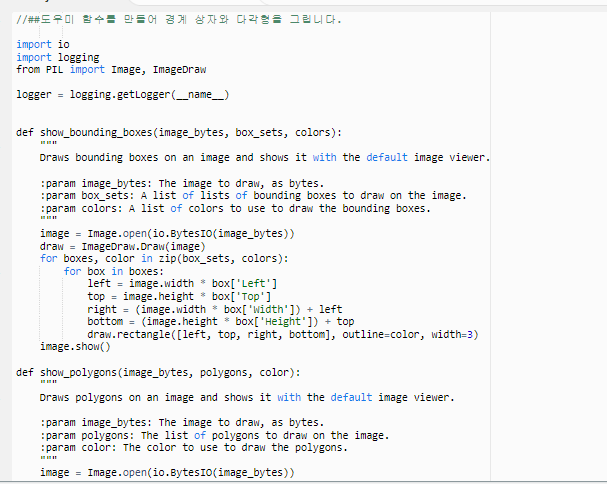 //##도우미 함수를 만들어 경계 상자와 다각형을 그립니다.
import io
import logging
from PIL import Image, ImageDraw
logger = logging.getLogger(__name__)
def show_bounding_boxes(image_bytes, box_sets, colors):
"""
Draws bounding boxes on an image and shows it with the default image viewer.
:param image_bytes: The image to draw, as bytes.
:param box_sets: A list of lists of bounding boxes to draw on the image.
:param colors: A list of colors to use to draw the bounding boxes.
"""
image = Image.open(io.BytesIO(image_bytes))
draw = ImageDraw.Draw(image)
for boxes, color in zip(box_sets, colors):
for box in boxes:
left = image.width * box['Left']
top = image.height * box['Top']
right = (image.width * box['Width']) + left
bottom = (image.height * box['Height']) + top
draw.rectangle([left, top, right, bottom], outline=color, width=3)
image.show()
def show_polygons(image_bytes, polygons, color):
"""
Draws polygons on an image and shows it with the default image viewer.
:param image_bytes: The image to draw, as bytes.
:param polygons: The list of polygons to draw on the image.
:param color: The color to use to draw the polygons.
"""
image = Image.open(io.BytesIO(image_bytes))